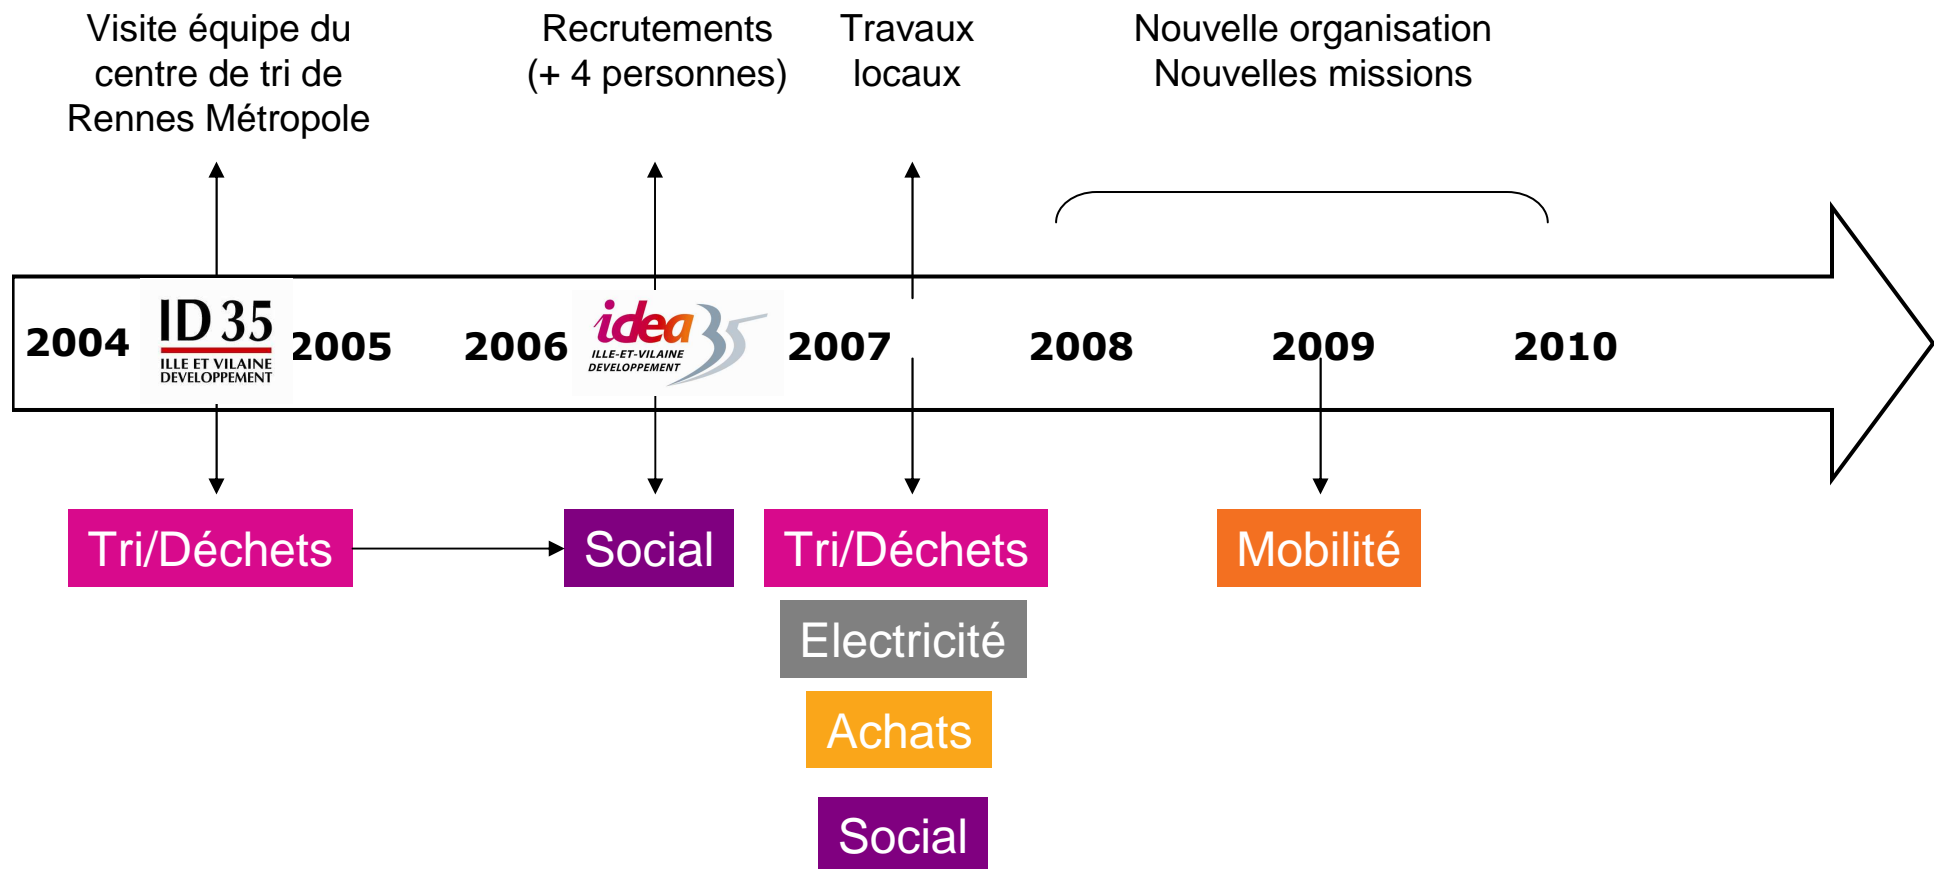 Visite équipe du
centre de tri de
Rennes Métropole
Recrutements
(+ 4 personnes)
Travaux
locaux
Nouvelle organisation
Nouvelles missions
2004
ID 35
ILLE ET VILAINE
DEVELOPPEMENT
2005
2006
idea 35
ILLE-ET-VILAINE
DEVELOPPEMENT
2007
2008
2009
2010
Tri/Déchets
Social
Tri/Déchets
Mobilité
Electricité
Achats
Social